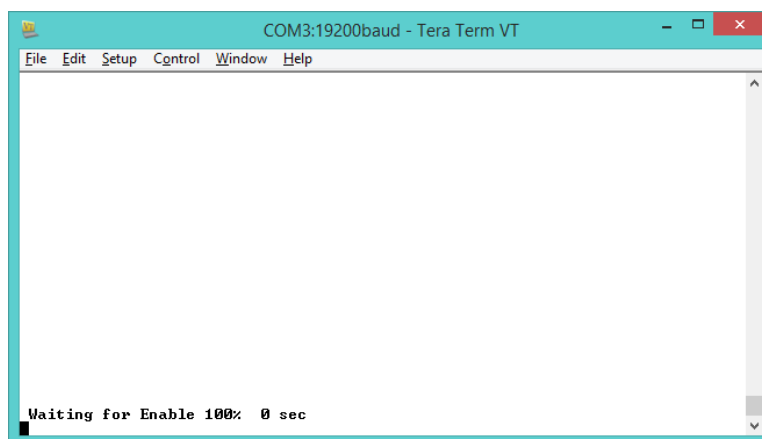 COM3:19200baud - Tera Term VT
File Edit Setup Control Window Help
Waiting for Enable 100% 0 sec